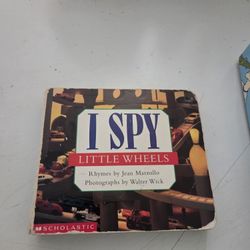 I SPY
LITTLE WHEELS
Rhymes by Jean Marzollo
Photographs by Walter Wick
SCHOLASTIC